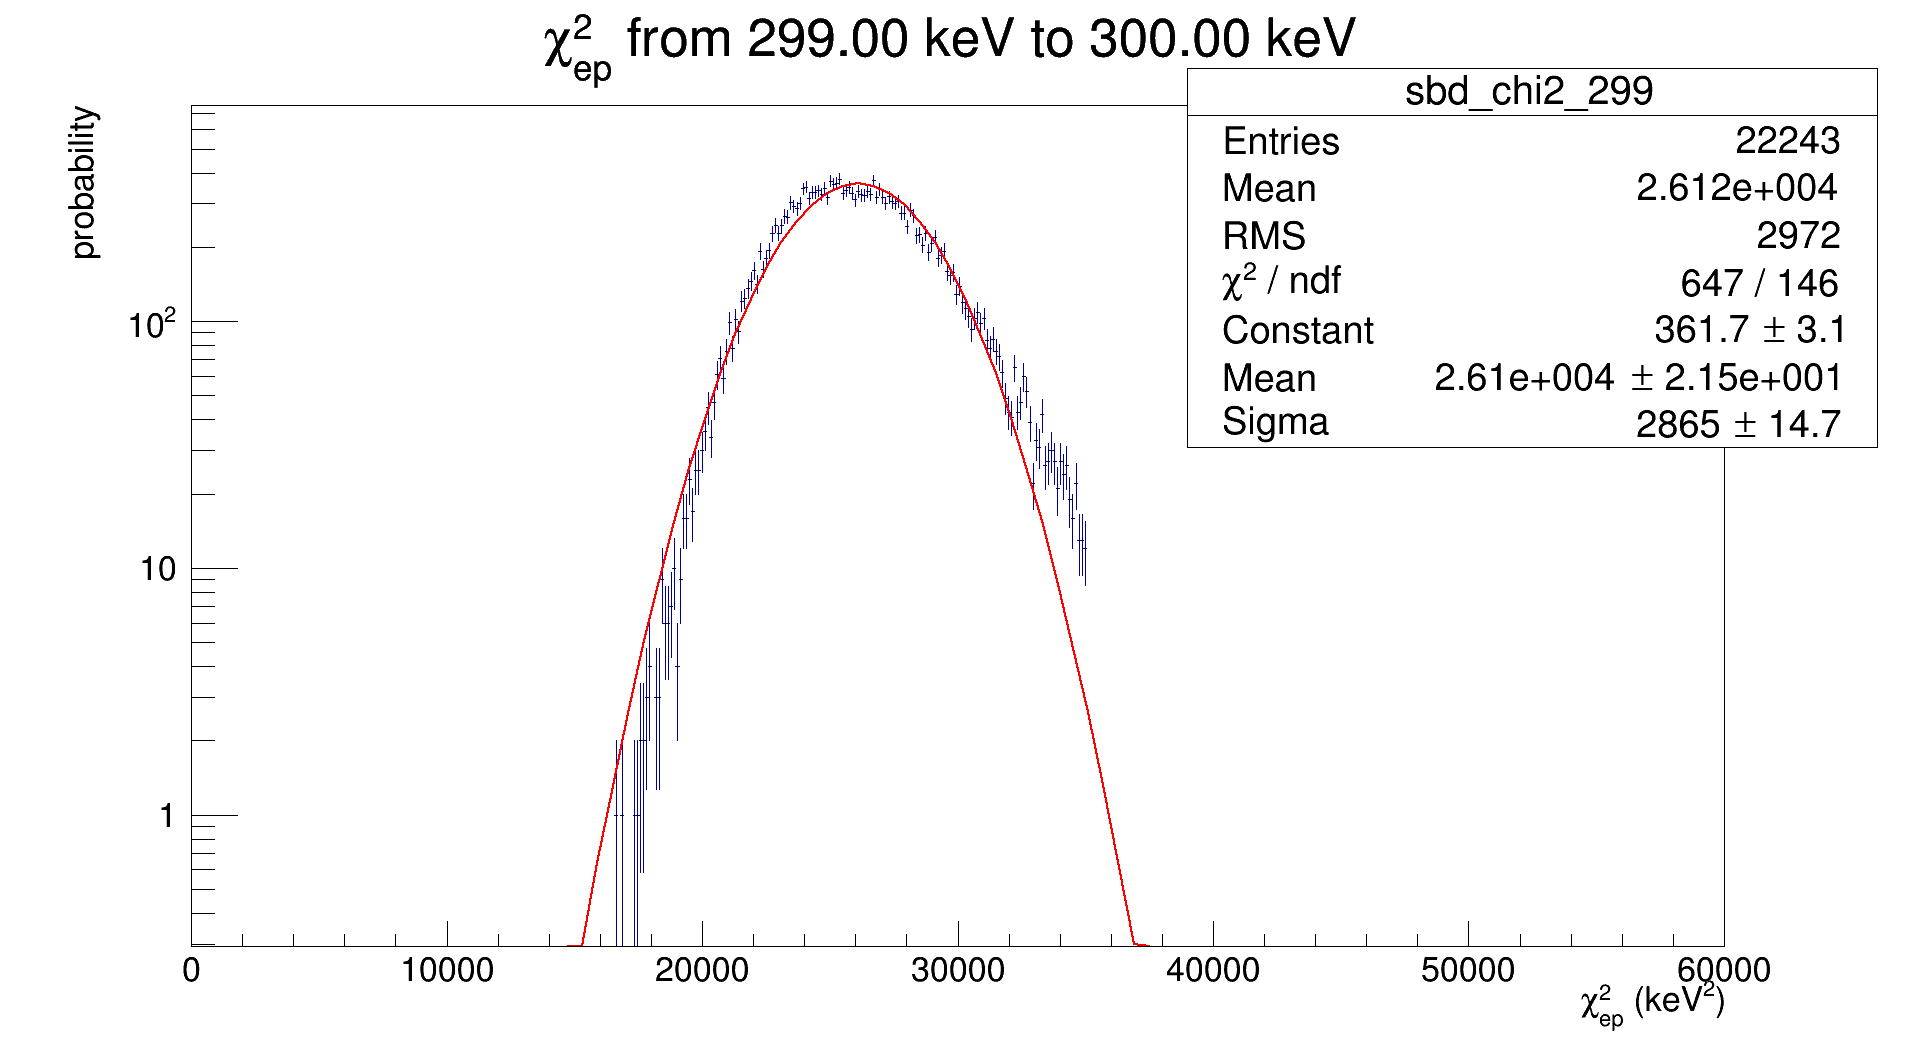 χ²ep from 299.00 keV to 300.00 keV
probability
sbd_chi2_299
Entries 22243
Mean 2.612e+004
RMS 2972
χ² / ndf 647 / 146
Constant 361.7 ± 3.1
Mean 2.61e+004 ± 2.15e+001
Sigma 2865 ± 14.7
10²
10
1
0 10000 20000 30000 40000 50000 60000
χ²ep (keV²)